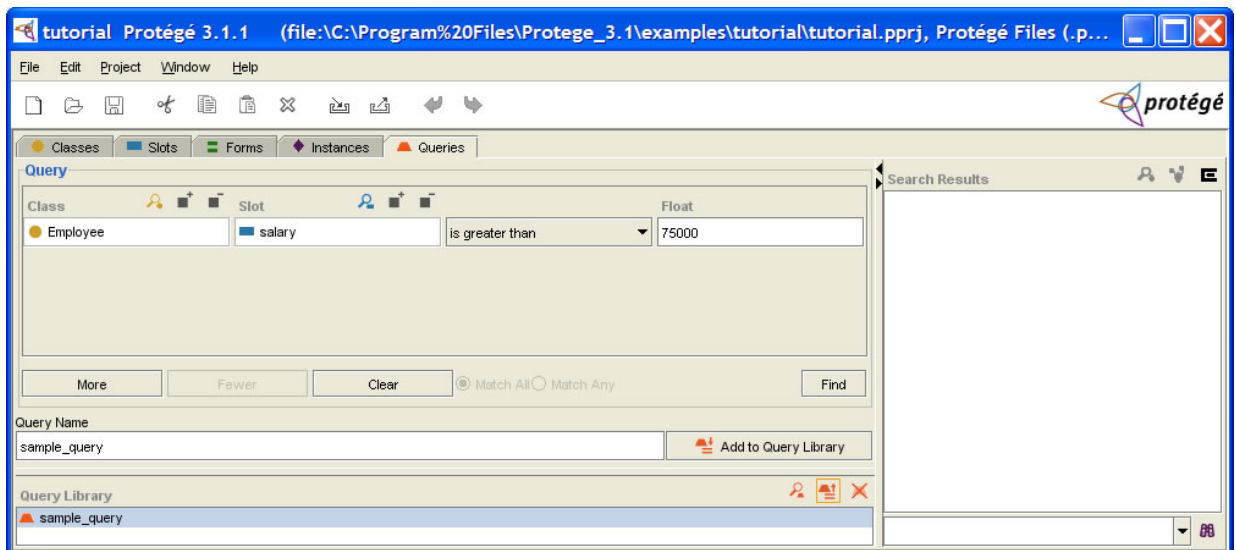 tutorial Protégé 3.1.1 (file:\C:\Program%20Files\Protege_3.1\examples\tutorial\tutorial.pprj, Protégé Files (.p...
File Edit Project Window Help
protégé
Classes Slots Forms Instances Queries
Query
Search Results
Class Slot Float
Employee salary is greater than 75000
More Fewer Clear Match All Match Any Find
Query Name
sample_query Add to Query Library
Query Library
sample_query